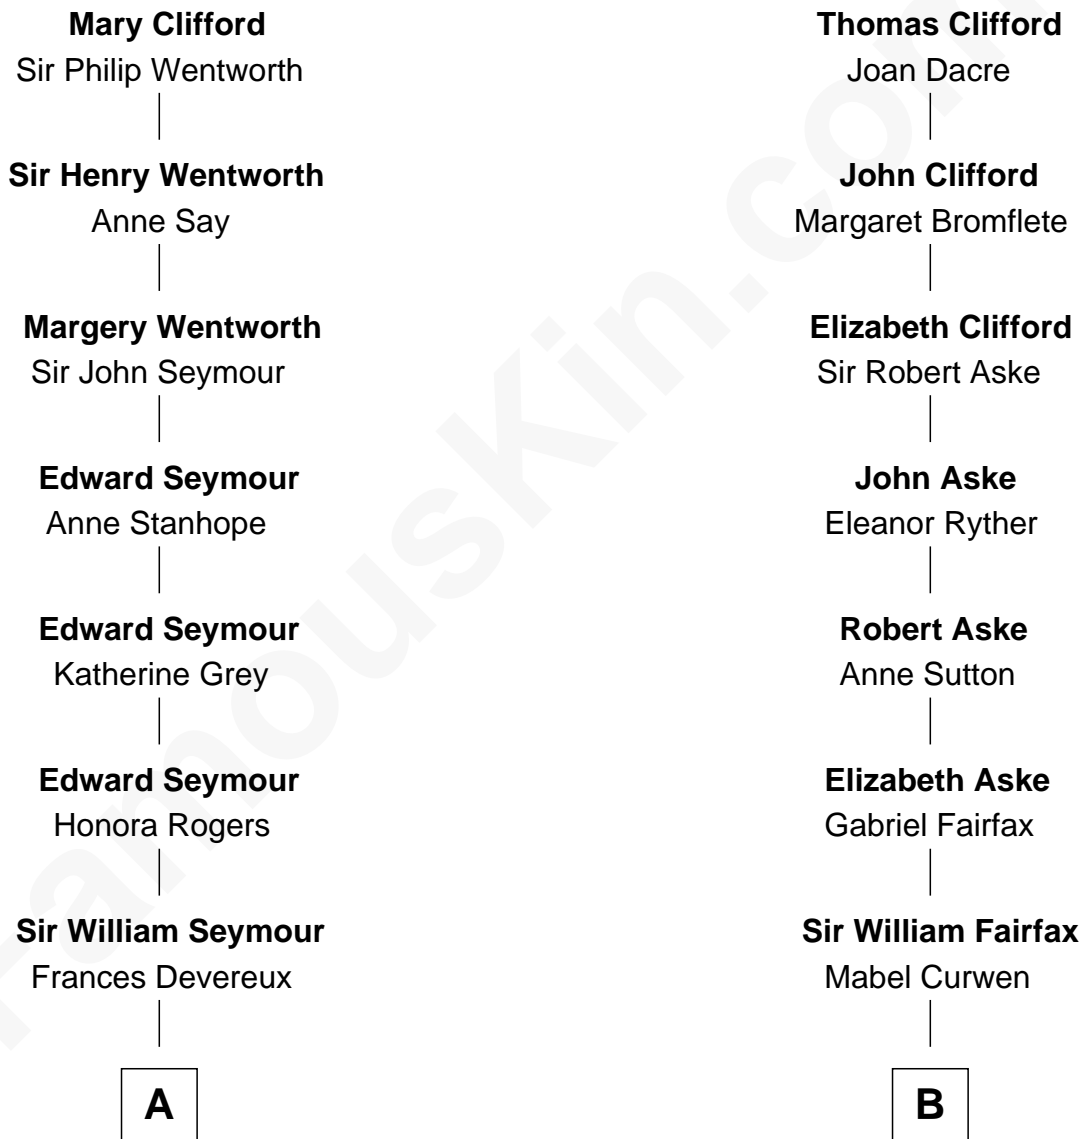 Mary Clifford
Sir Philip Wentworth
Sir Henry Wentworth
Anne Say
Margery Wentworth
Sir John Seymour
Edward Seymour
Anne Stanhope
Edward Seymour
Katherine Grey
Edward Seymour
Honora Rogers
Sir William Seymour
Frances Devereux
A
Thomas Clifford
Joan Dacre
John Clifford
Margaret Bromflete
Elizabeth Clifford
Sir Robert Aske
John Aske
Eleanor Ryther
Robert Aske
Anne Sutton
Elizabeth Aske
Gabriel Fairfax
Sir William Fairfax
Mabel Curwen
B
FamousKin.com